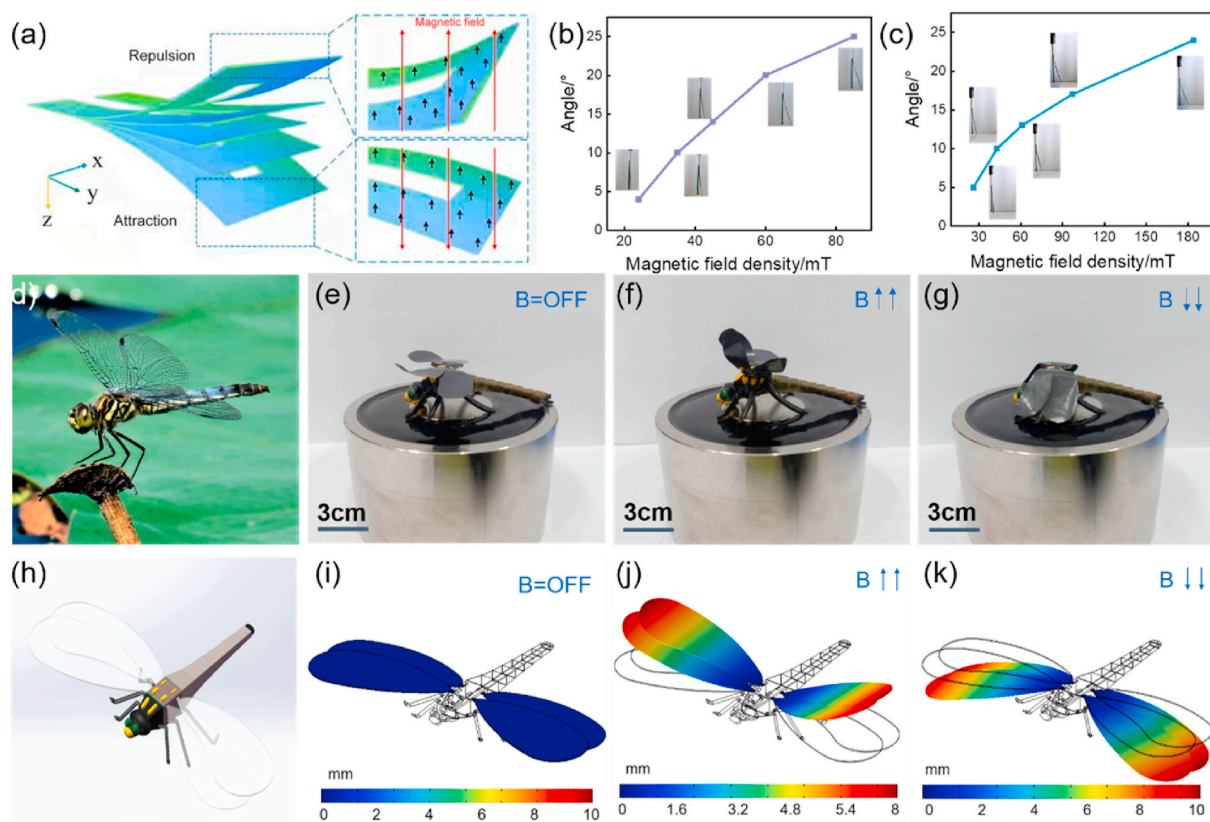 (a)
Repulsion
Magnetic field
x
y
z
Attraction
(b)
Angle/°
25
20
15
10
5
0
20 40 60 80
Magnetic field density/mT
(c)
Angle/°
25
20
15
10
5
0
30 60 90 120 150 180
Magnetic field density/mT
d)
(e)
B=OFF
3cm
(f)
B ↑↑
3cm
(g)
B ↓↓
3cm
(h)
(i)
B=OFF
mm
0 2 4 6 8 10
(j)
B ↑↑
mm
0 1.6 3.2 4.8 5.4 8
(k)
B ↓↓
mm
0 2 4 6 8 10